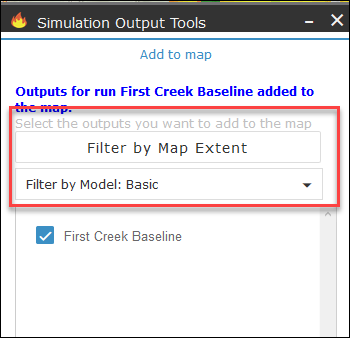 Simulation Output Tools
Add to map
Outputs for run First Creek Baseline added to
the map.
Select the outputs you want to add to the map
Filter by Map Extent
Filter by Model: Basic
First Creek Baseline